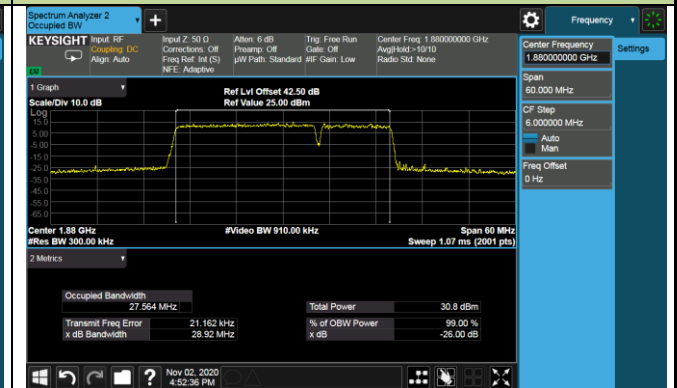 Spectrum Analyzer 2
Occupied BW
Frequency
KEYSIGHT Input: RF
Coupling: DC
Align: Auto
Input Z: 50 Ω
Corrections: Off
Freq Ref: Int (S)
NFE: Adaptive
Atten: 6 dB
Preamp: Off
µW Path: Standard
Trig: Free Run
Gate: Off
#IF Gain: Low
Center Freq: 1.880000000 GHz
Avg|Hold:>10/10
Radio Std: None
LNI
Center Frequency
1.880000000 GHz
Settings
Span
60.000 MHz
CF Step
6.000000 MHz
Auto
Man
Freq Offset
0 Hz
1 Graph
Scale/Div 10.0 dB
Ref Lvl Offset 42.50 dB
Ref Value 25.00 dBm
Log
15.0
5.00
-5.00
-15.0
-25.0
-35.0
-45.0
-55.0
-65.0
Center 1.88 GHz
#Video BW 910.00 kHz
Span 60 MHz
#Res BW 300.00 kHz
Sweep 1.07 ms (2001 pts)
2 Metrics
Occupied Bandwidth
27.564 MHz
Total Power 30.8 dBm
Transmit Freq Error 21.162 kHz
% of OBW Power 99.00 %
x dB Bandwidth 28.92 MHz
x dB -26.00 dB
Nov 02, 2020
4:52:36 PM